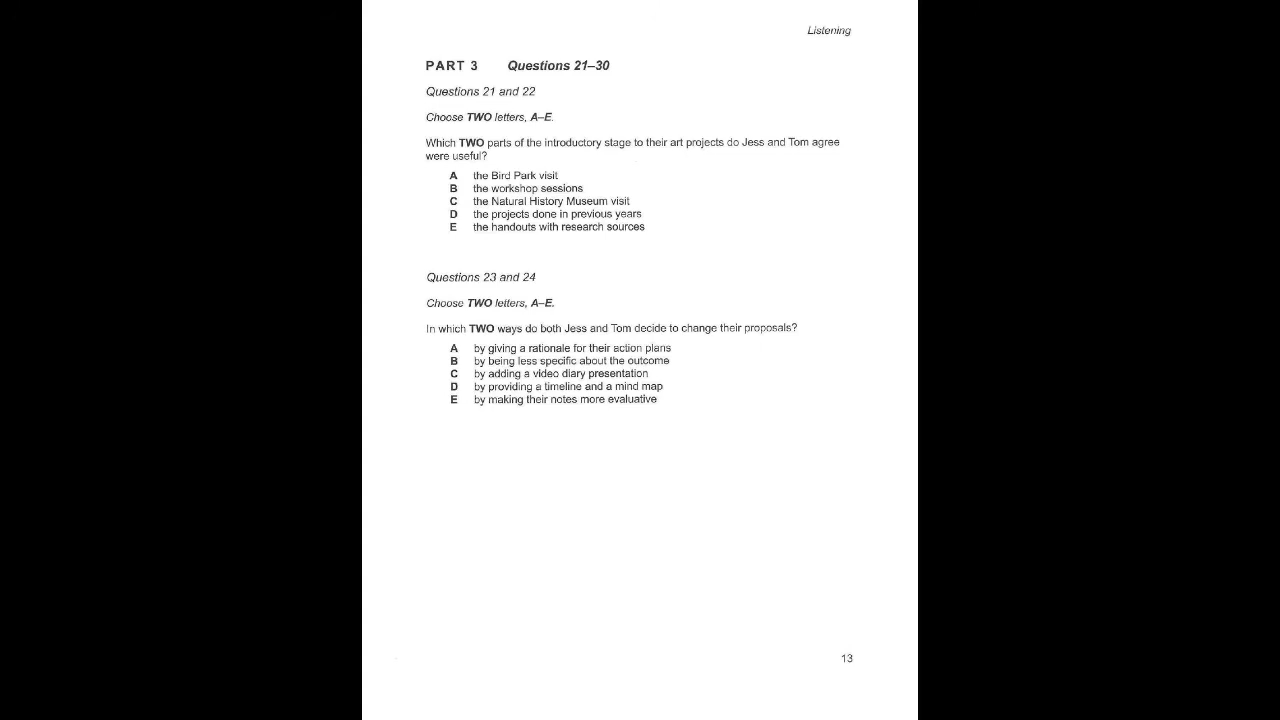 Listening
PART 3 Questions 21–30
Questions 21 and 22
Choose TWO letters, A–E.
Which TWO parts of the introductory stage to their art projects do Jess and Tom agree
were useful?
A the Bird Park visit
B the workshop sessions
C the Natural History Museum visit
D the projects done in previous years
E the handouts with research sources
Questions 23 and 24
Choose TWO letters, A–E.
In which TWO ways do both Jess and Tom decide to change their proposals?
A by giving a rationale for their action plans
B by being less specific about the outcome
C by adding a video diary presentation
D by providing a timeline and a mind map
E by making their notes more evaluative
13